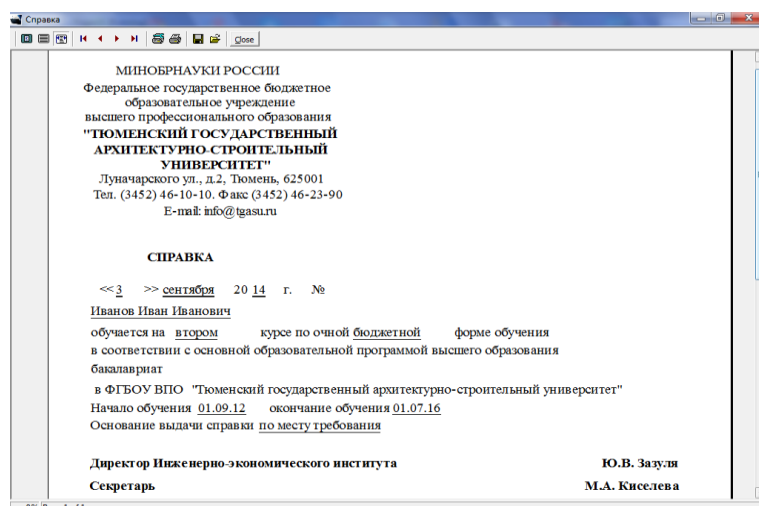 Справка
Close
МИНОБРНАУКИ РОССИИ
Федеральное государственное бюджетное
образовательное учреждение
высшего профессионального образования
"ТЮМЕНСКИЙ ГОСУДАРСТВЕННЫЙ
АРХИТЕКТУРНО-СТРОИТЕЛЬНЫЙ
УНИВЕРСИТЕТ"
Луначарского ул., д.2, Тюмень, 625001
Тел. (3452) 46-10-10. Факс (3452) 46-23-90
E-mail: info@tgasu.ru
СПРАВКА
<<3 >> сентября 20 14 г. №
Иванов Иван Иванович
обучается на втором курсе по очной бюджетной форме обучения
в соответствии с основной образовательной программой высшего образования
бакалавриат
в ФГБОУ ВПО "Тюменский государственный архитектурно-строительный университет"
Начало обучения 01.09.12 окончание обучения 01.07.16
Основание выдачи справки по месту требования
Директор Инженерно-экономического института Ю.В. Зазуля
Секретарь М.А. Киселева